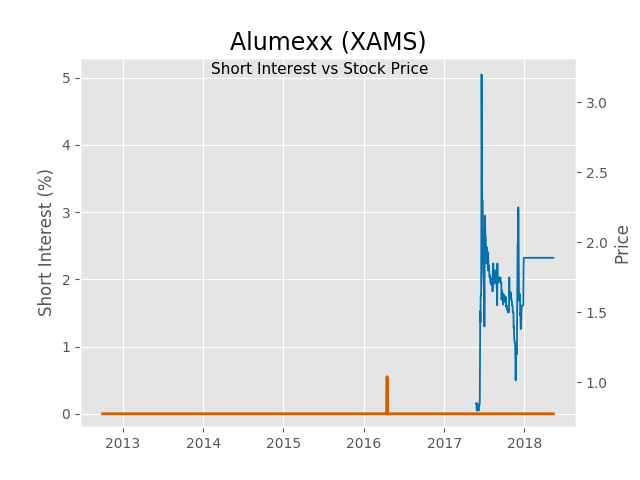 Alumexx (XAMS)
Short Interest vs Stock Price
Short Interest (%)
5
4
3
2
1
0
3.0
2.5
2.0
1.5
1.0
Price
2013 2014 2015 2016 2017 2018